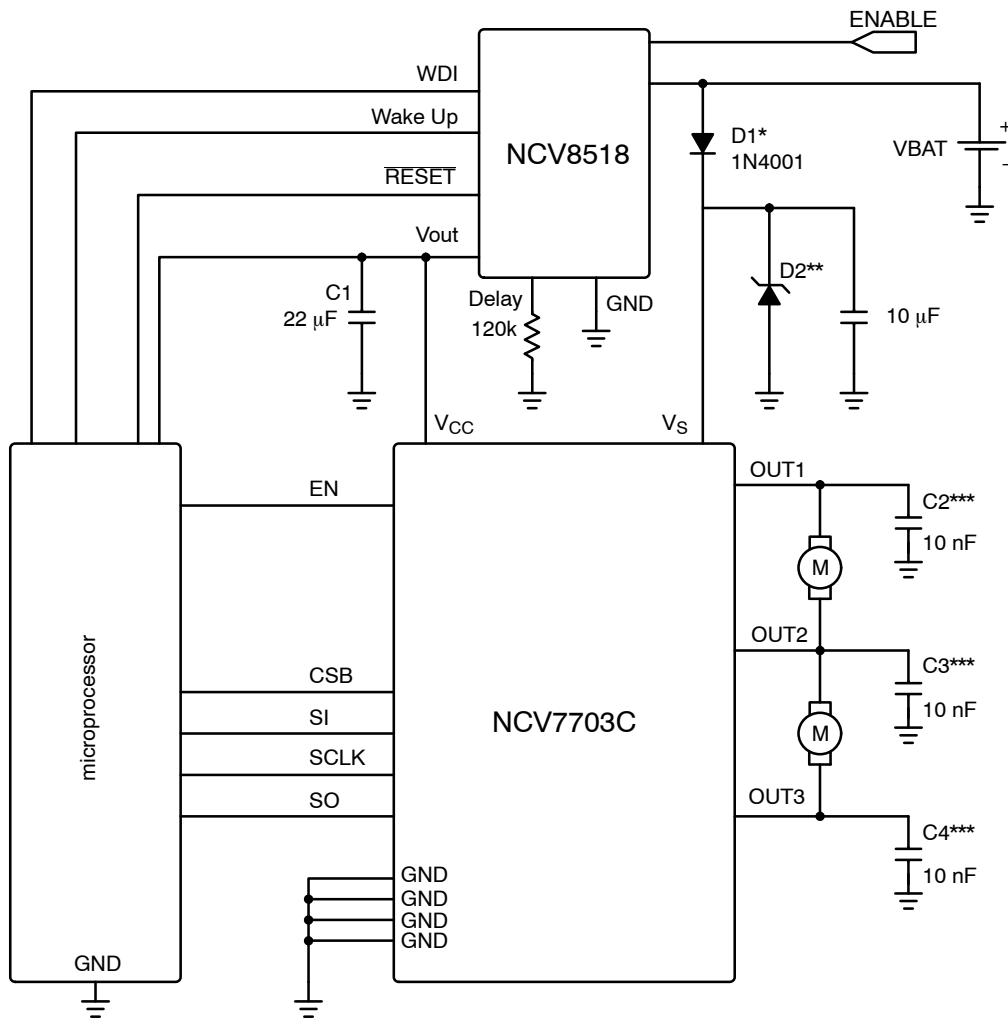 ENABLE
WDI
Wake Up
NCV8518
D1*
1N4001
VBAT
+
−
RESET
Vout
C1
22 μF
Delay
120k
GND
D2**
10 μF
VCC
VS
EN
OUT1
C2***
10 nF
M
OUT2
C3***
10 nF
CSB
SI
SCLK
SO
microprocessor
NCV7703C
M
OUT3
C4***
10 nF
GND
GND
GND
GND
GND